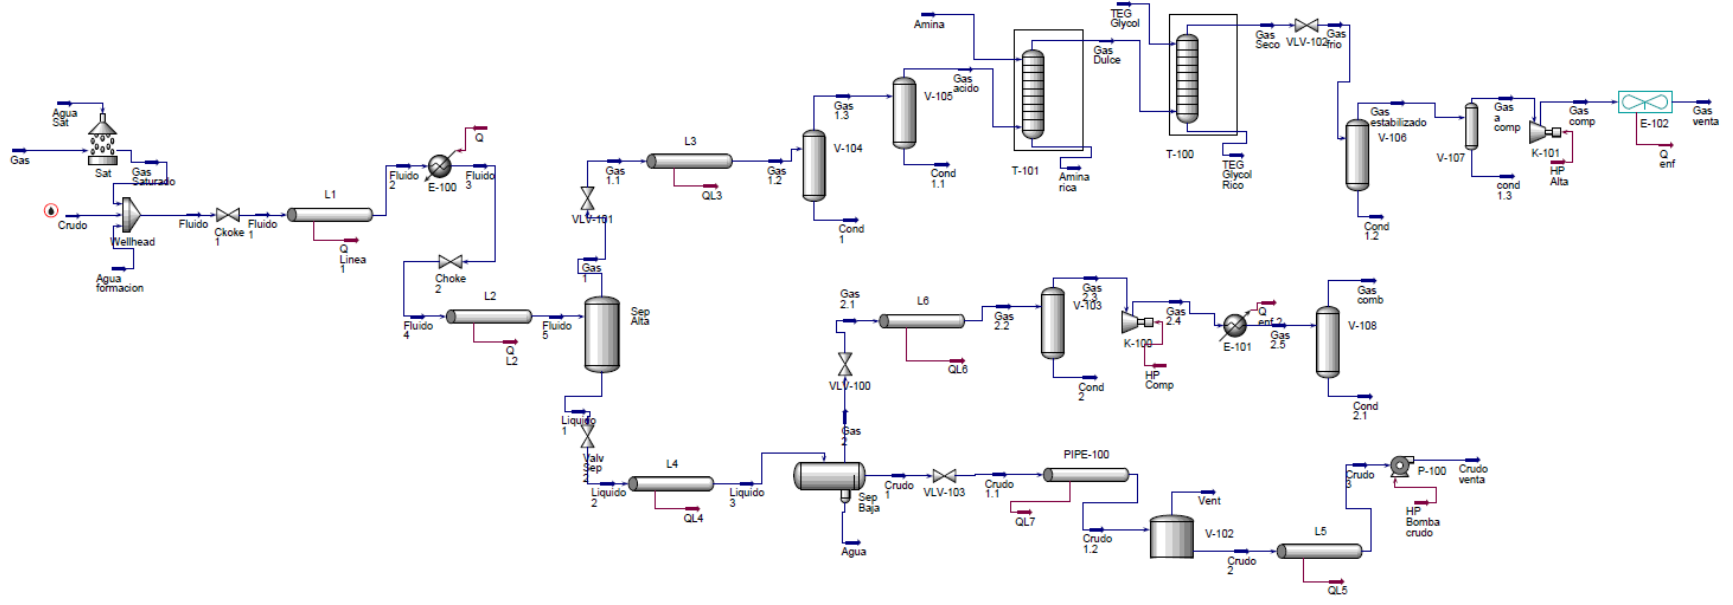 Agua
Sat
Gas
Sat
Gas
Saturado
Crudo
Wellhead
Agua
formacion
Fluido
Ckoke
1
Fluido
1
L1
Q
Linea
1
Fluido
2
E-100
Q
Fluido
3
Choke
2
Fluido
4
L2
Q
L2
Fluido
5
Sep
Alta
Gas
1
VLV-101
Gas
1.1
L3
QL3
Gas
1.2
V-104
Gas
1.3
Cond
1
V-105
Gas
acido
Cond
1.1
Amina
T-101
Amina
rica
Gas
Dulce
TEG
Glycol
T-100
TEG
Glycol
Rico
Gas
Seco
VLV-102
Gas
frio
V-106
Gas
estabilizado
Cond
1.2
V-107
cond
1.3
Gas
a
comp
K-101
HP
Alta
Gas
comp
E-102
Q
enf
Gas
venta
Liquido
1
Valv
Sep
2
Liquido
2
L4
QL4
Liquido
3
Sep
Baja
Agua
Gas
2
VLV-100
Gas
2.1
L6
QL6
Gas
2.2
V-103
Cond
2
Gas
2.3
K-100
HP
Comp
Gas
2.4
E-101
Q
enf 2
Gas
2.5
V-108
Gas
comb
Cond
2.1
Crudo
1
VLV-103
Crudo
1.1
PIPE-100
QL7
Crudo
1.2
Vent
V-102
Crudo
2
L5
QL5
Crudo
3
P-100
HP
Bomba
crudo
Crudo
venta